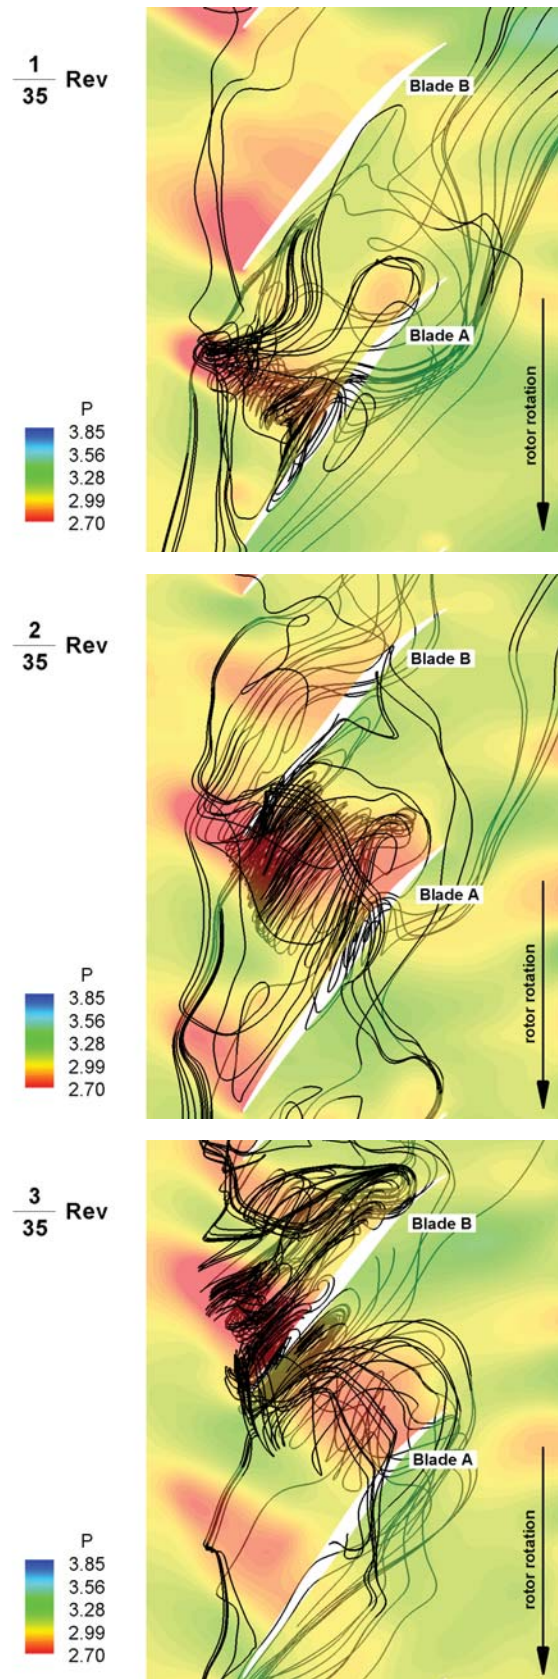 1
35 Rev
Blade B
Blade A
P
3.85
3.56
3.28
2.99
2.70
rotor rotation
2
35 Rev
Blade B
Blade A
P
3.85
3.56
3.28
2.99
2.70
rotor rotation
3
35 Rev
Blade B
Blade A
P
3.85
3.56
3.28
2.99
2.70
rotor rotation